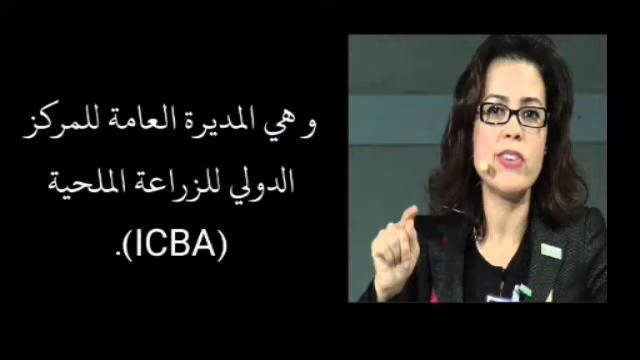 و هي المديرة العامة للمركز
الدولي للزراعة الملحية
(ICBA).